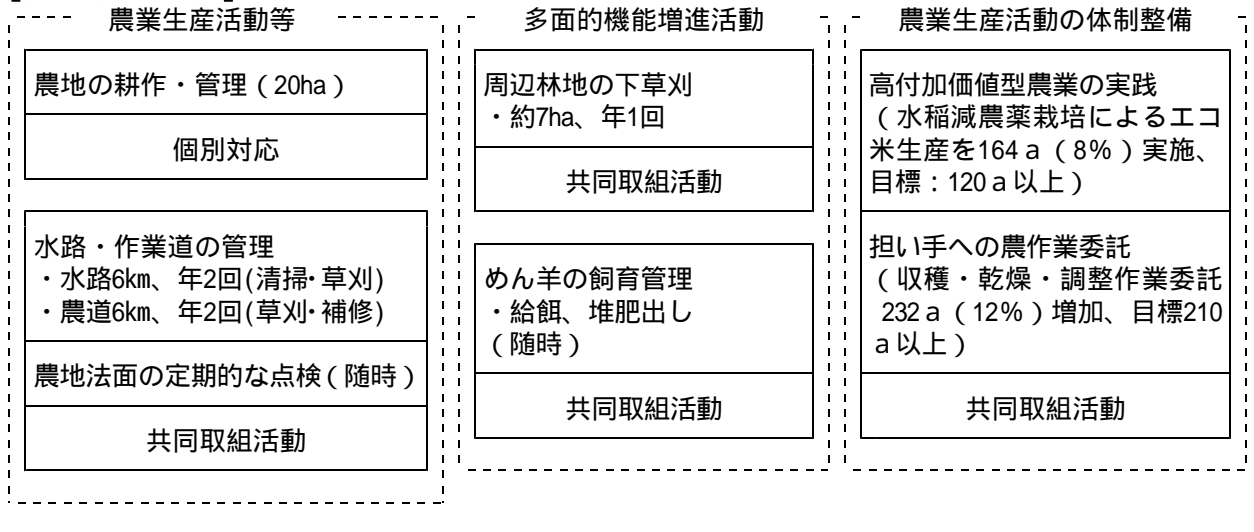 農業生産活動等
農地の耕作・管理（20ha）
個別対応
水路・作業道の管理
・水路6km、年2回(清掃・草刈)
・農道6km、年2回(草刈・補修)
農地法面の定期的な点検（随時）
共同取組活動
多面的機能増進活動
周辺林地の下草刈
・約7ha、年1回
共同取組活動
めん羊の飼育管理
・給餌、堆肥出し
（随時）
共同取組活動
農業生産活動の体制整備
高付加価値型農業の実践
（水稲減農薬栽培によるエコ
米生産を164ａ（8％）実施、
目標：120ａ以上）
担い手への農作業委託
（収穫・乾燥・調整作業委託
232ａ（12％）増加、目標210
ａ以上）
共同取組活動